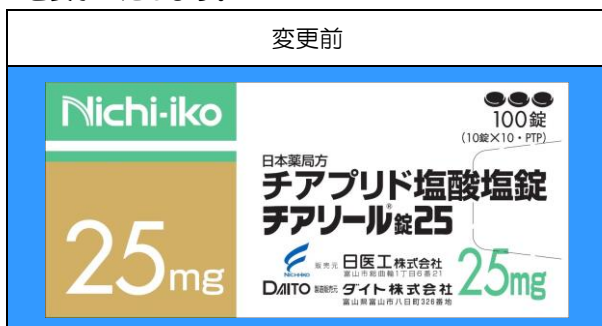 変更前
Nichi-iko
100錠
(10錠×10・PTP)
日本薬局方
チアプリド塩酸塩錠
チアリール®錠25
25mg
販売元 日医工株式会社
富山市総曲輪1丁目6番21
NICHI-IKO
DAITO 製造販売元 ダイト株式会社
富山県富山市八日町326番地
25mg